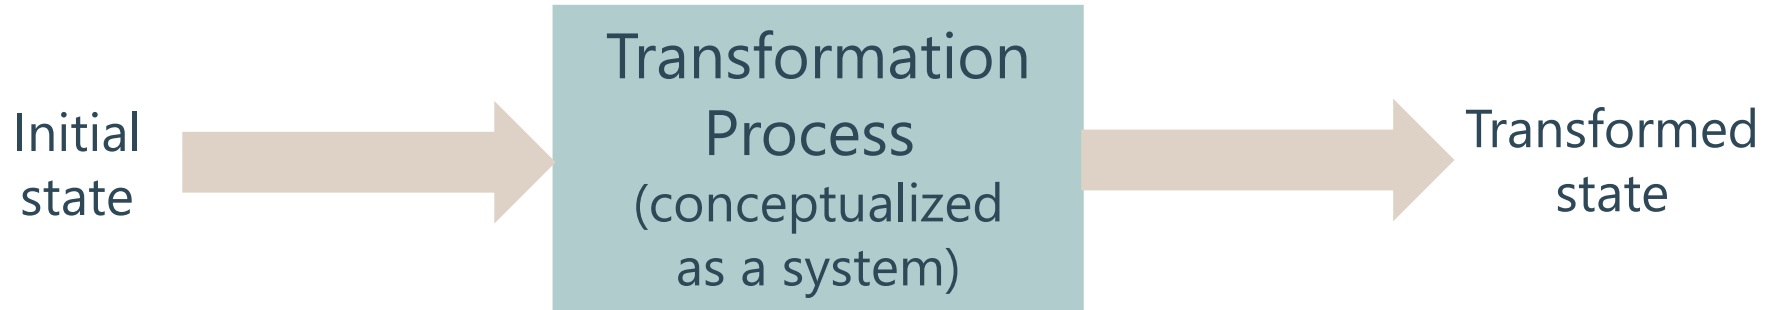 Initial
state
Transformation
Process
(conceptualized
as a system)
Transformed
state